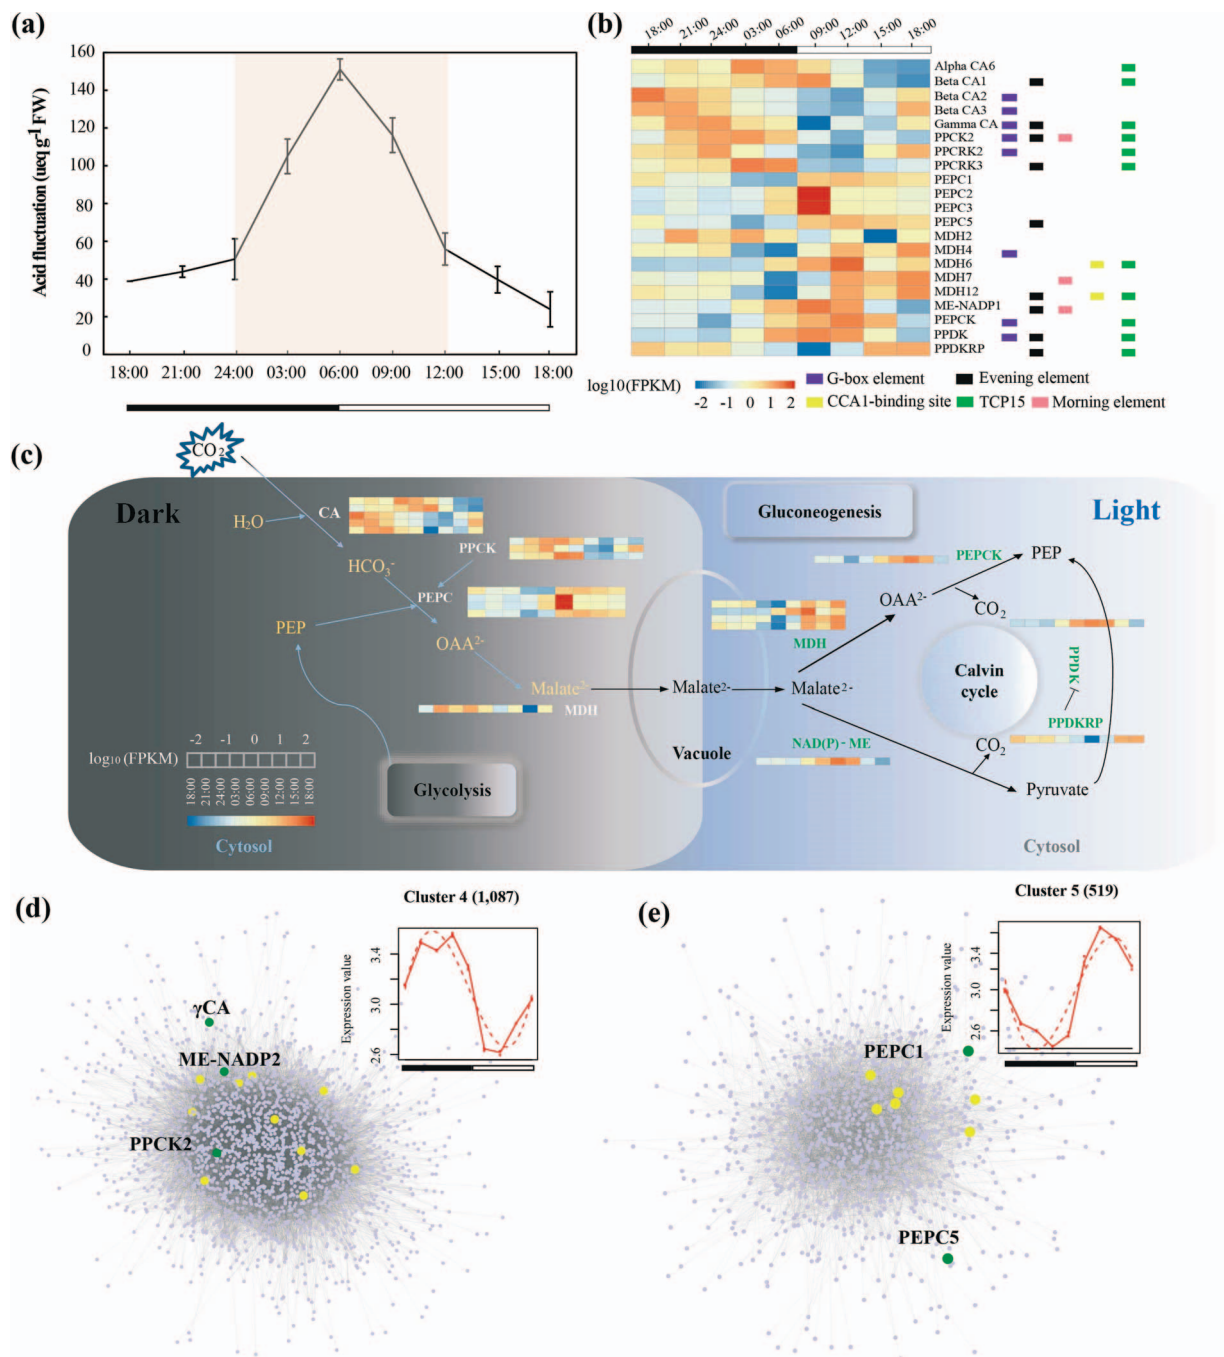 (a)
160
140
120
100
80
60
40
20
0
Acid fluctuation (ueq g-1 FW)
18:00 21:00 24:00 03:00 06:00 09:00 12:00 15:00 18:00
(b)
18:00 21:00 24:00 03:00 06:00 09:00 12:00 15:00 18:00
Alpha CA6
Beta CA1
Beta CA2
Beta CA3
Gamma CA
PPCK2
PPCRK2
PPCRK3
PEPC1
PEPC2
PEPC3
PEPC5
MDH2
MDH4
MDH6
MDH7
MDH12
ME-NADP1
PEPCK
PPDK
PPDKRP
log10(FPKM)
-2 -1 0 1 2
G-box element
Evening element
CCA1-binding site
TCP15
Morning element
(c)
CO2
Dark
Light
H2O
CA
HCO3-
PPCK
PEPC
PEP
OAA2-
Malate2-
MDH
Glycolysis
log10 (FPKM)
-2 -1 0 1 2
18:00 21:00 24:00 03:00 06:00 09:00 12:00 15:00 18:00
Cytosol
Malate2-
Vacuole
Gluconeogenesis
PEPCK
PEP
OAA2-
CO2
MDH
Malate2-
Calvin
cycle
PPDK
PPDKRP
NAD(P) - ME
CO2
Pyruvate
Cytosol
(d)
Cluster 4 (1,087)
Expression value
3.4
3.0
2.6
γCA
ME-NADP2
PPCK2
(e)
Cluster 5 (519)
Expression value
3.4
3.0
2.6
PEPC1
PEPC5